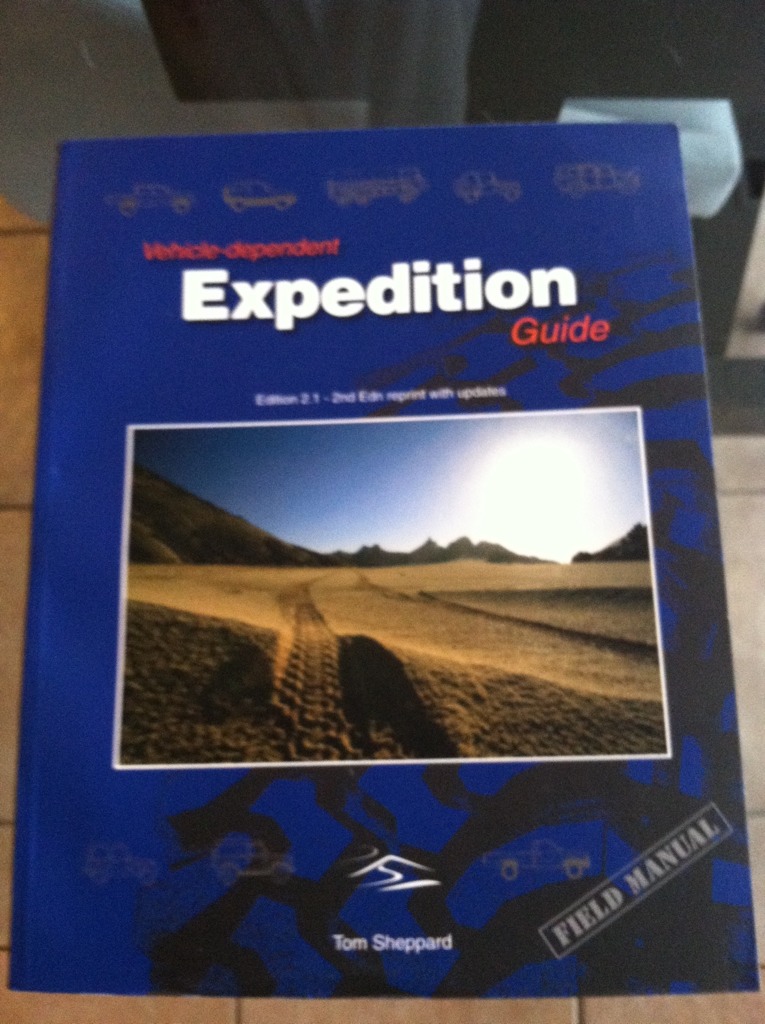 Vehicle-dependent
Expedition
Guide
Edition 2.1 - 2nd Edn reprint with updates
FIELD MANUAL
Tom Sheppard